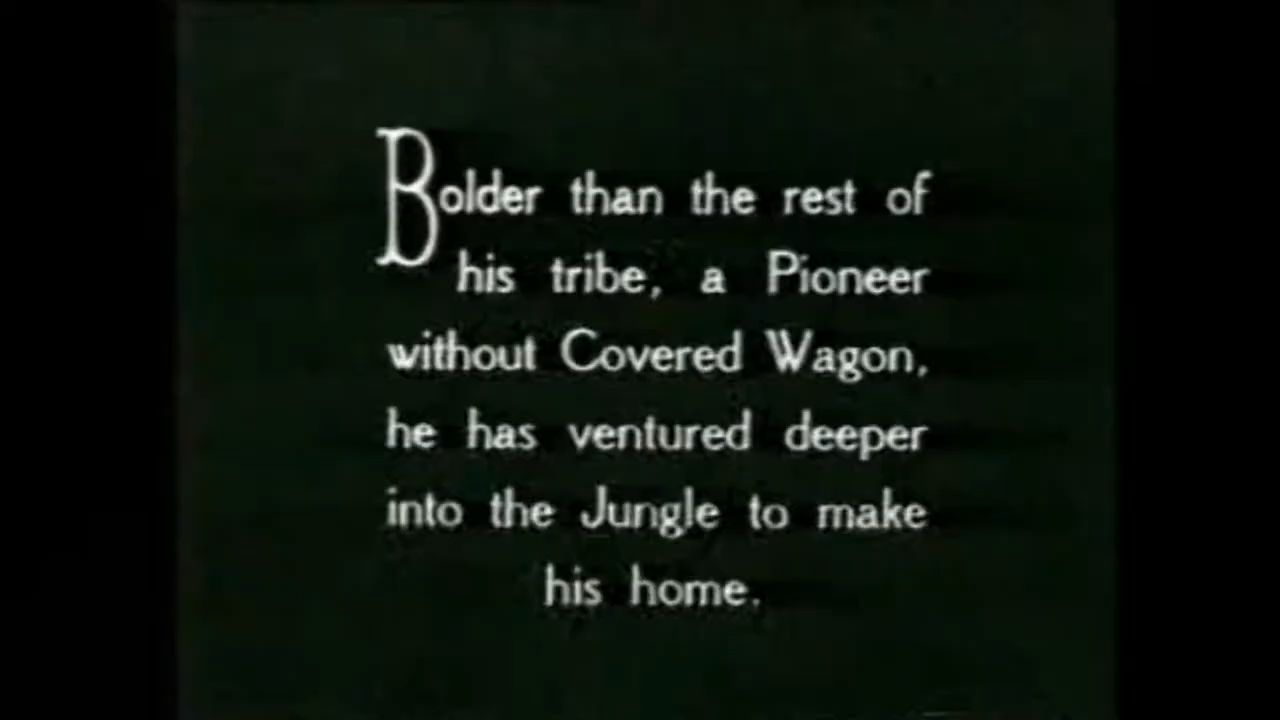 Bolder than the rest of
his tribe, a Pioneer
without Covered Wagon,
he has ventured deeper
into the Jungle to make
his home.